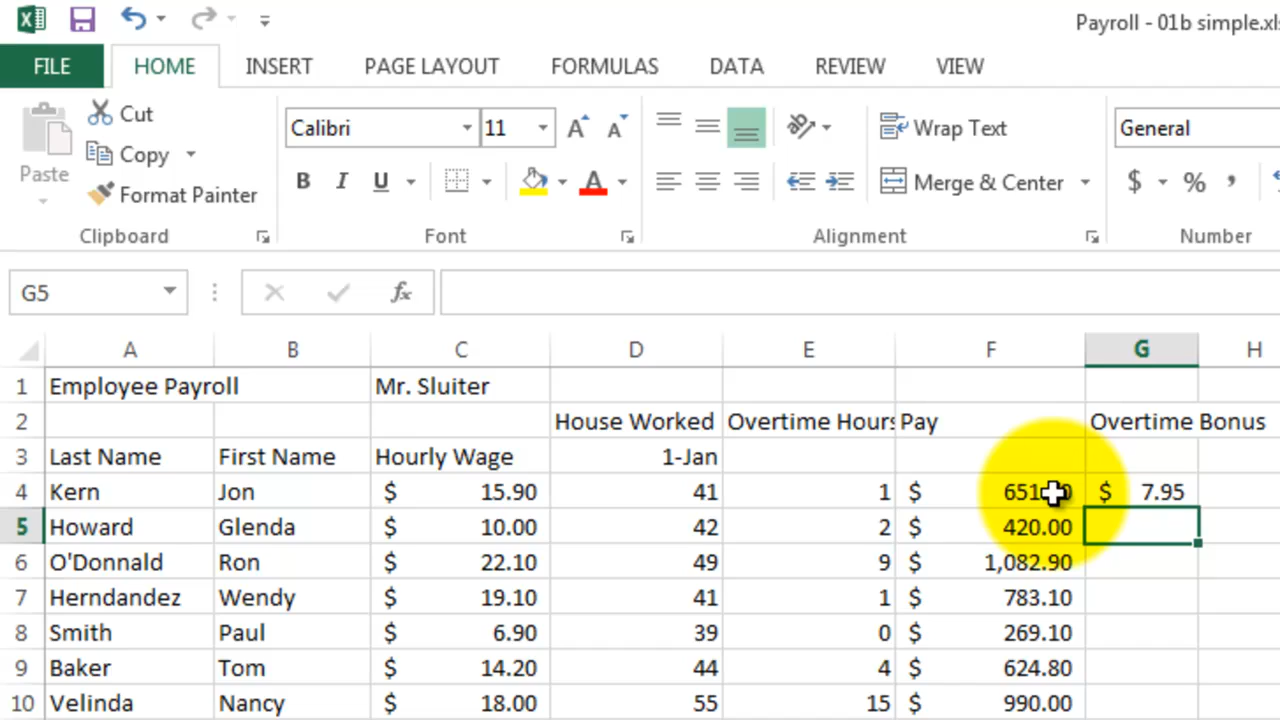 Payroll - 01b simple.xls
FILE HOME INSERT PAGE LAYOUT FORMULAS DATA REVIEW VIEW
Cut
Copy
Paste
Format Painter
Calibri 11
B I U A
Wrap Text
Merge & Center
General
$ % ,
Clipboard Font Alignment Number
G5 fx
A B C D E F G H
1 Employee Payroll Mr. Sluiter
2 House Worked Overtime Hours Pay Overtime Bonus
3 Last Name First Name Hourly Wage 1-Jan
4 Kern Jon $ 15.90 41 1 $ $ 7.95
5 Howard Glenda $ 10.00 42 2 $ 420.00
6 O'Donnald Ron $ 22.10 49 9 $ 1,082.90
7 Herndandez Wendy $ 19.10 41 1 $ 783.10
8 Smith Paul $ 6.90 39 0 $ 269.10
9 Baker Tom $ 14.20 44 4 $ 624.80
10 Velinda Nancy $ 18.00 55 15 $ 990.00